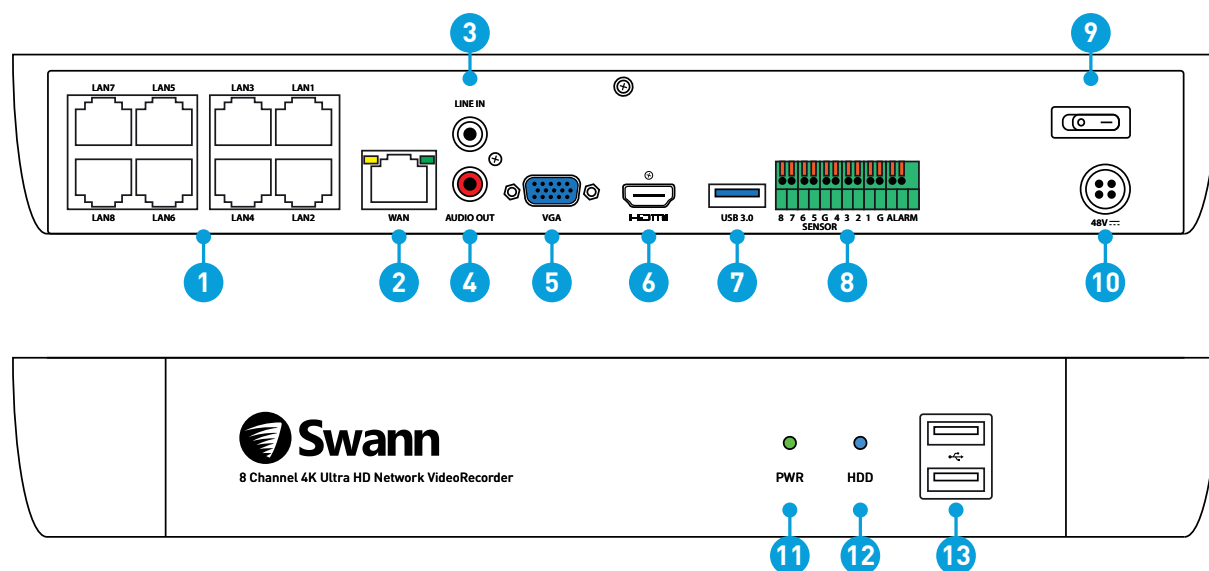 3
9
LAN7 LAN5 LAN3 LAN1
LINE IN
LAN8 LAN6 LAN4 LAN2
WAN
AUDIO OUT
VGA
HDMI
USB 3.0
8 7 6 5 G 4 3 2 1 G ALARM
SENSOR
48V
1
2
4
5
6
7
8
10
Swann
8 Channel 4K Ultra HD Network VideoRecorder
PWR
HDD
11
12
13